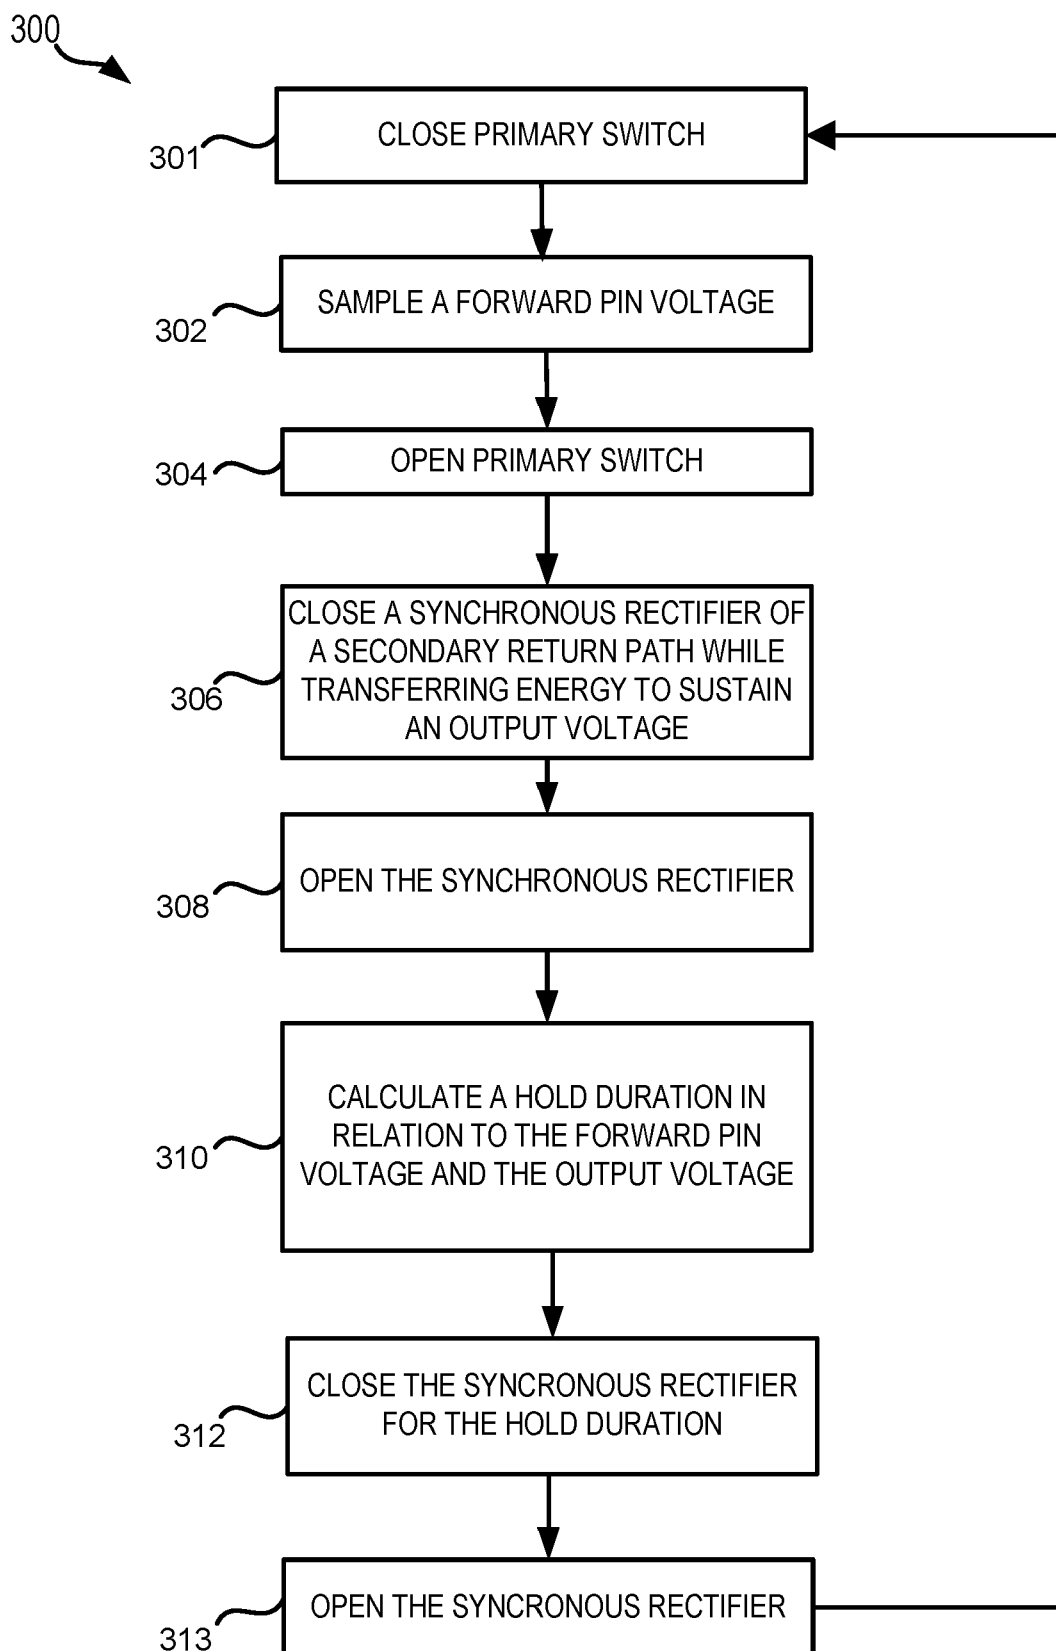 300
301
CLOSE PRIMARY SWITCH
302
SAMPLE A FORWARD PIN VOLTAGE
304
OPEN PRIMARY SWITCH
306
CLOSE A SYNCHRONOUS RECTIFIER OF
A SECONDARY RETURN PATH WHILE
TRANSFERRING ENERGY TO SUSTAIN
AN OUTPUT VOLTAGE
308
OPEN THE SYNCHRONOUS RECTIFIER
310
CALCULATE A HOLD DURATION IN
RELATION TO THE FORWARD PIN
VOLTAGE AND THE OUTPUT VOLTAGE
312
CLOSE THE SYNCRONOUS RECTIFIER
FOR THE HOLD DURATION
313
OPEN THE SYNCRONOUS RECTIFIER